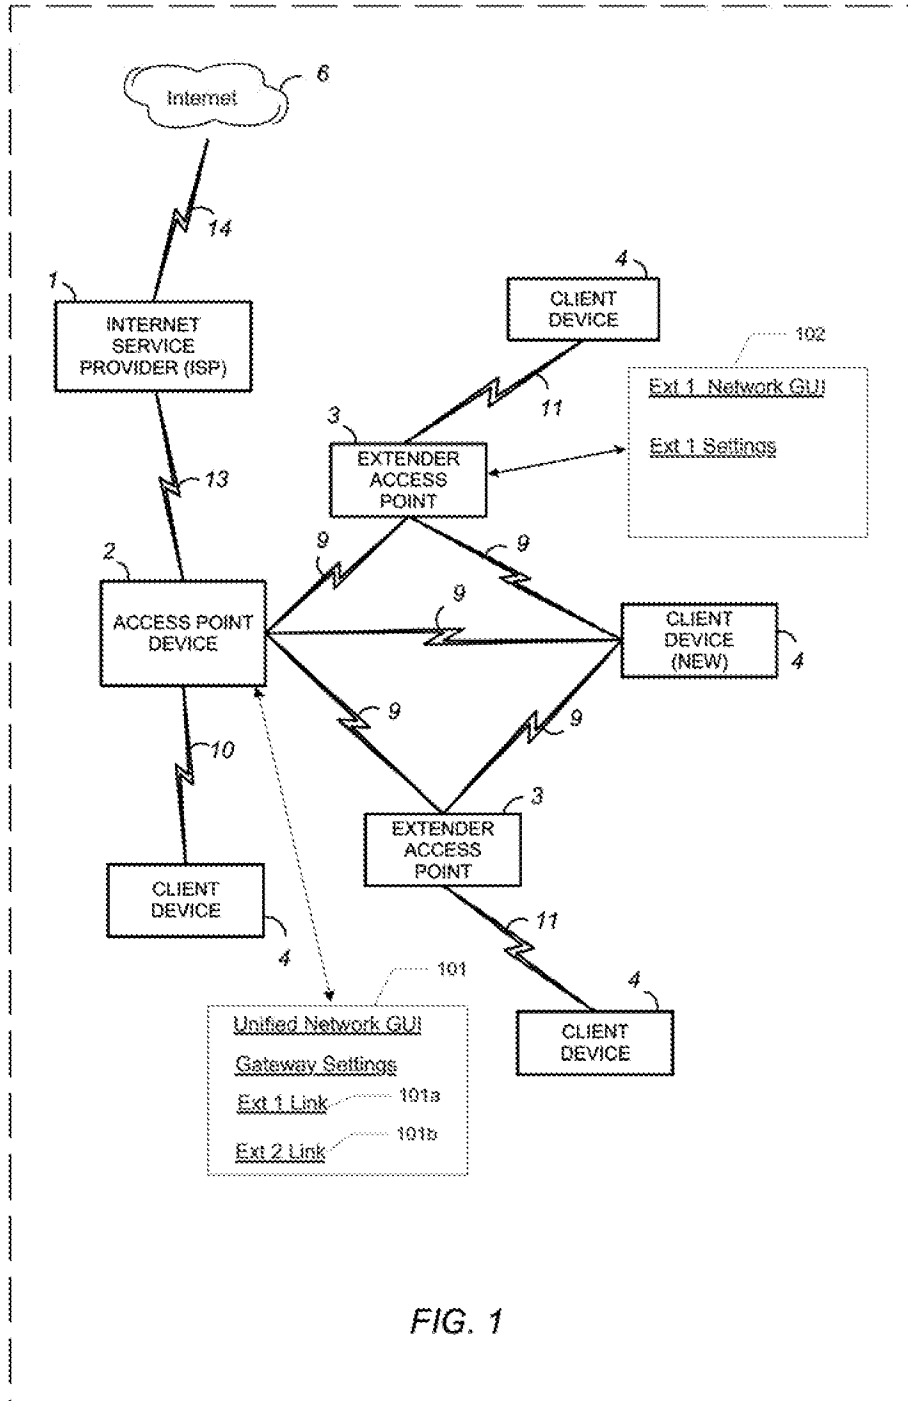 Internet
6
14
1
INTERNET
SERVICE
PROVIDER (ISP)
4
CLIENT
DEVICE
102
Ext 1 Network GUI
Ext 1 Settings
11
3
EXTENDER
ACCESS
POINT
13
9
9
2
ACCESS POINT
DEVICE
9
CLIENT
DEVICE
(NEW)
4
9
9
10
3
EXTENDER
ACCESS
POINT
CLIENT
DEVICE
4
11
101
4
CLIENT
DEVICE
Unified Network GUI
Gateway Settings
Ext 1 Link
101a
Ext 2 Link
101b
FIG. 1